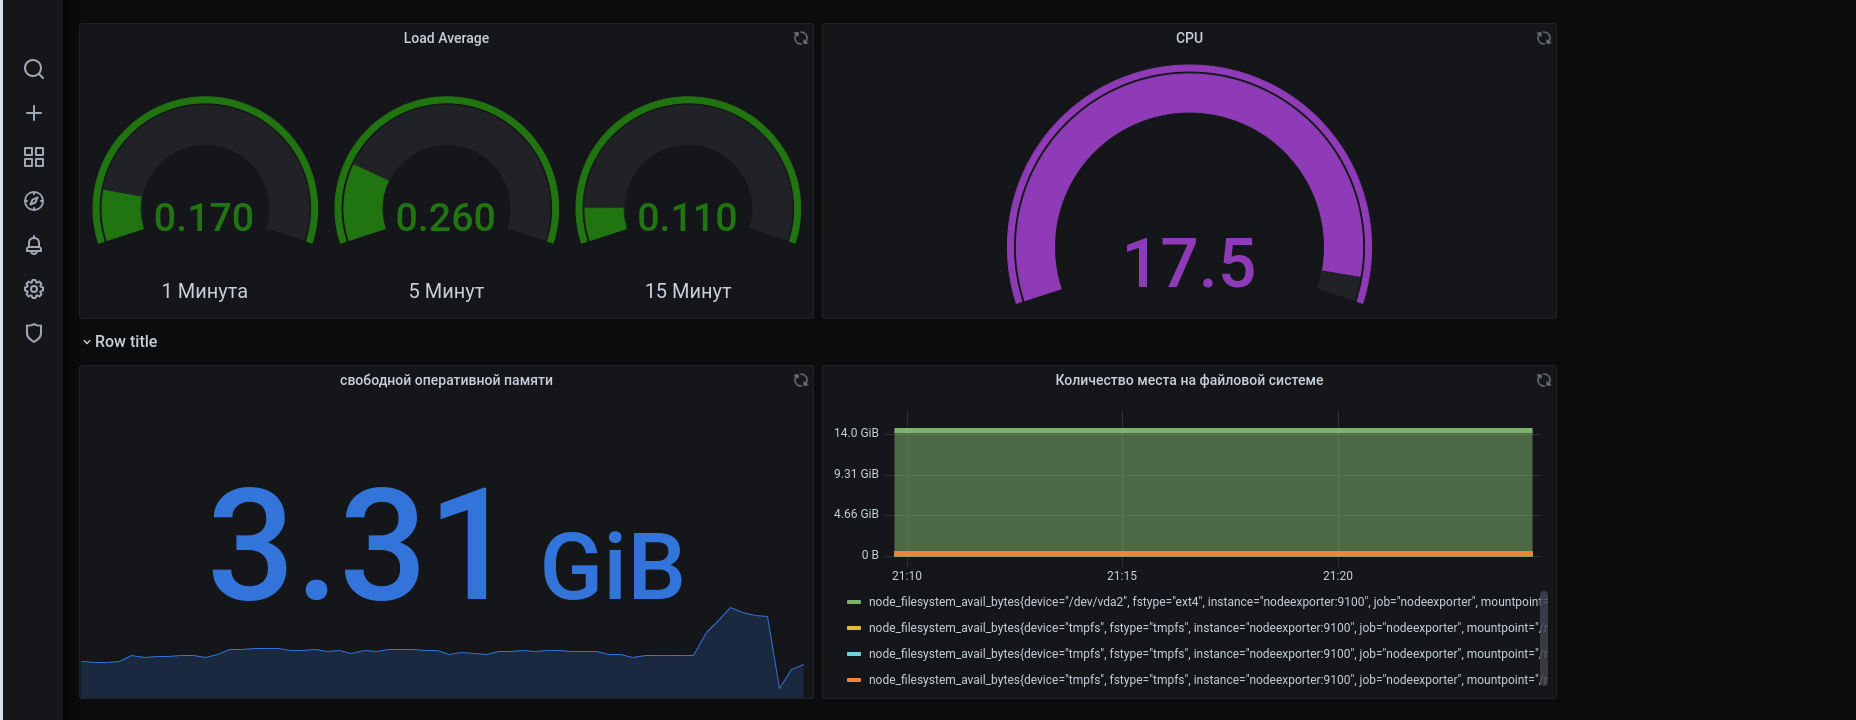 Load Average
CPU
0.170
0.260
0.110
17.5
1 Минута
5 Минут
15 Минут
Row title
свободной оперативной памяти
Количество места на файловой системе
3.31 GiB
14.0 GiB
9.31 GiB
4.66 GiB
0 B
21:10
21:15
21:20
node_filesystem_avail_bytes{device="/dev/vda2", fstype="ext4", instance="nodeexporter:9100", job="nodeexporter", mountpoint=
node_filesystem_avail_bytes{device="tmpfs", fstype="tmpfs", instance="nodeexporter:9100", job="nodeexporter", mountpoint="/
node_filesystem_avail_bytes{device="tmpfs", fstype="tmpfs", instance="nodeexporter:9100", job="nodeexporter", mountpoint="/
node_filesystem_avail_bytes{device="tmpfs", fstype="tmpfs", instance="nodeexporter:9100", job="nodeexporter", mountpoint="/